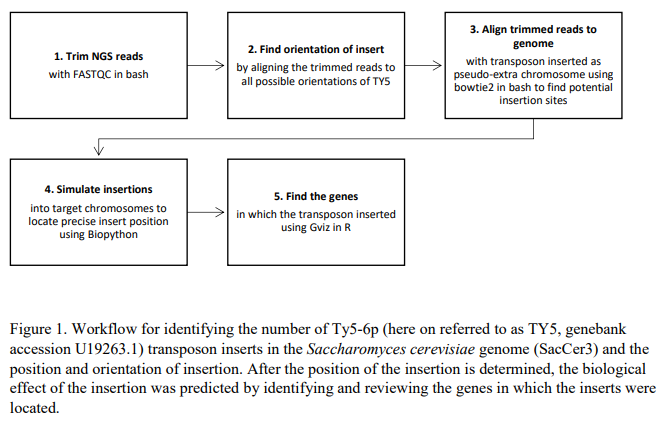 1. Trim NGS reads
with FASTQC in bash
2. Find orientation of insert
by aligning the trimmed reads to
all possible orientations of TY5
3. Align trimmed reads to
genome
with transposon inserted as
pseudo-extra chromosome using
bowtie2 in bash to find potential
insertion sites
4. Simulate insertions
into target chromosomes to
locate precise insert position
using Biopython
5. Find the genes
in which the transposon inserted
using Gviz in R
Figure 1. Workflow for identifying the number of Ty5-6p (here on referred to as TY5, genebank
accession U19263.1) transposon inserts in the Saccharomyces cerevisiae genome (SacCer3) and the
position and orientation of insertion. After the position of the insertion is determined, the biological
effect of the insertion was predicted by identifying and reviewing the genes in which the inserts were
located.